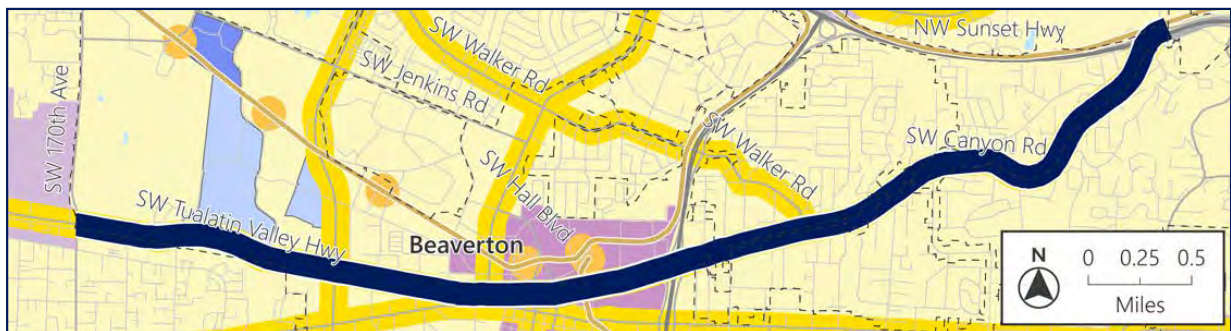 NW Sunset Hwy
SW Walker Rd
SW Jenkins Rd
SW 170th Ave
SW Walker Rd
SW Canyon Rd
SW Hall Blvd
SW Tualatin Valley Hwy
Beaverton
N
0 0.25 0.5
Miles